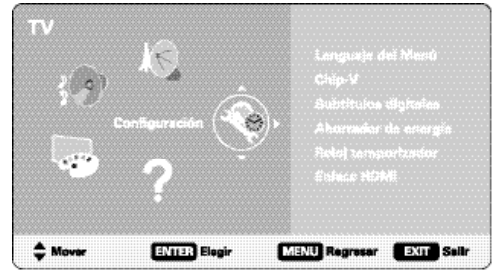 TV
Configuración
Lenguaje del Menú
Chip-V
Subtítulos digitales
Ahorrador de energía
Reloj temporizador
Enlace HDMI
Mover ENTER Elegir MENU Regresar EXIT Salir